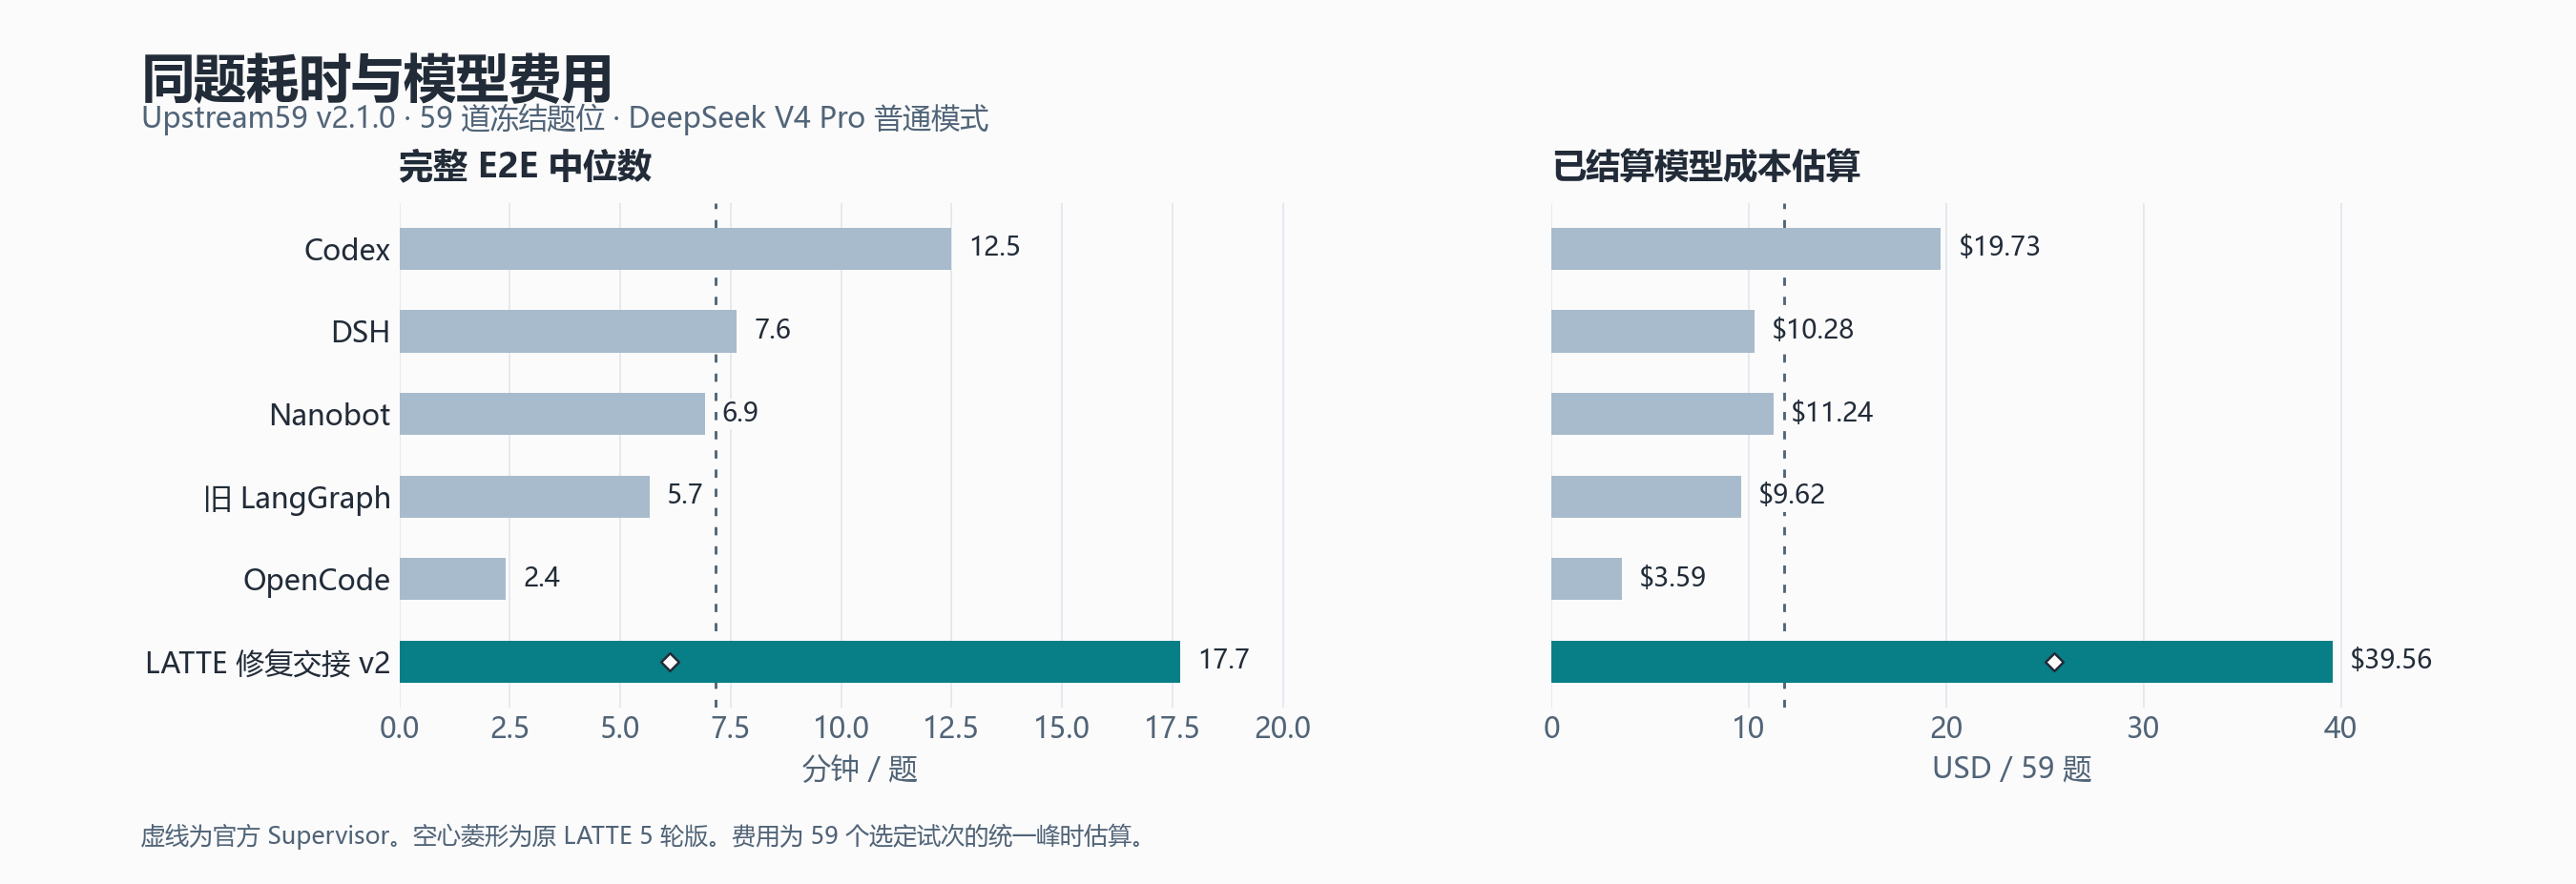 同题耗时与模型费用
Upstream59 v2.1.0 · 59 道冻结题位 · DeepSeek V4 Pro 普通模式
完整 E2E 中位数
Codex 12.5
DSH 7.6
Nanobot 6.9
旧 LangGraph 5.7
OpenCode 2.4
LATTE 修复交接 v2 17.7
0.0 2.5 5.0 7.5 10.0 12.5 15.0 17.5 20.0
分钟 / 题
已结算模型成本估算
$19.73
$10.28
$11.24
$9.62
$3.59
$39.56
0 10 20 30 40
USD / 59 题
虚线为官方 Supervisor。空心菱形为原 LATTE 5 轮版。费用为 59 个选定试次的统一峰时估算。